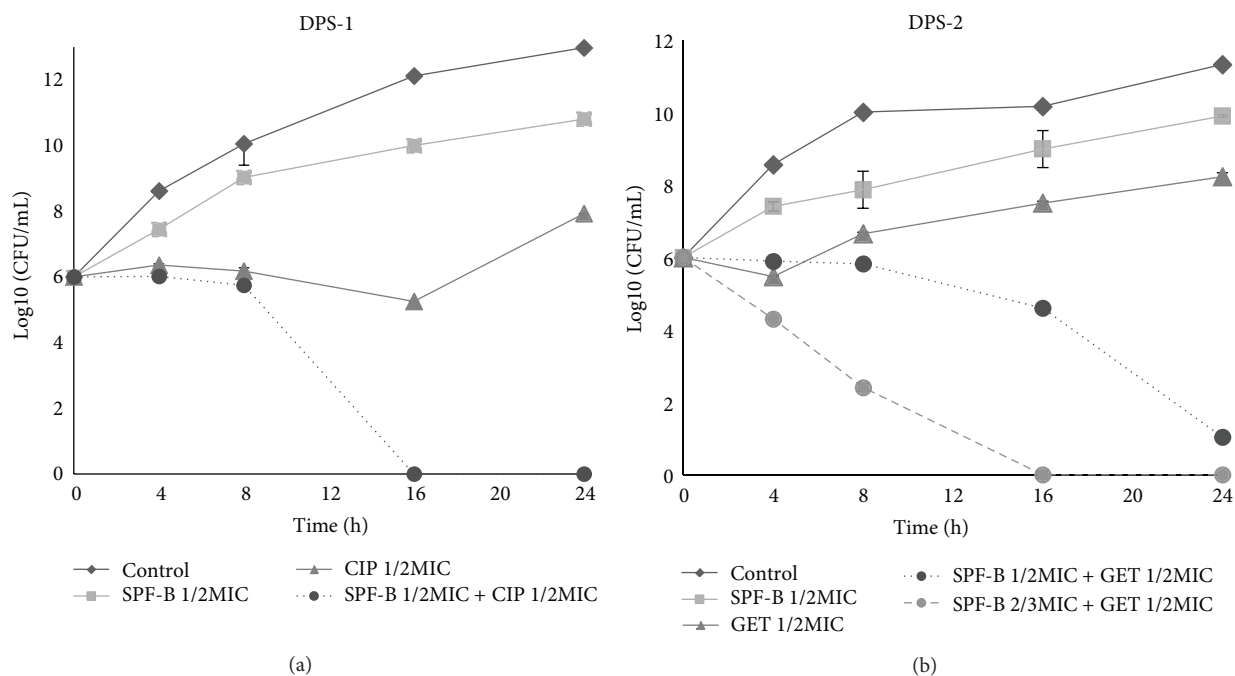 DPS-1
Log10 (CFU/mL)
12
10
8
6
4
2
0
0 4 8 12 16 20 24
Time (h)
Control
SPF-B 1/2MIC
CIP 1/2MIC
SPF-B 1/2MIC + CIP 1/2MIC
(a)
DPS-2
Log10 (CFU/mL)
12
10
8
6
4
2
0
0 4 8 12 16 20 24
Time (h)
Control
SPF-B 1/2MIC
GET 1/2MIC
SPF-B 1/2MIC + GET 1/2MIC
SPF-B 2/3MIC + GET 1/2MIC
(b)